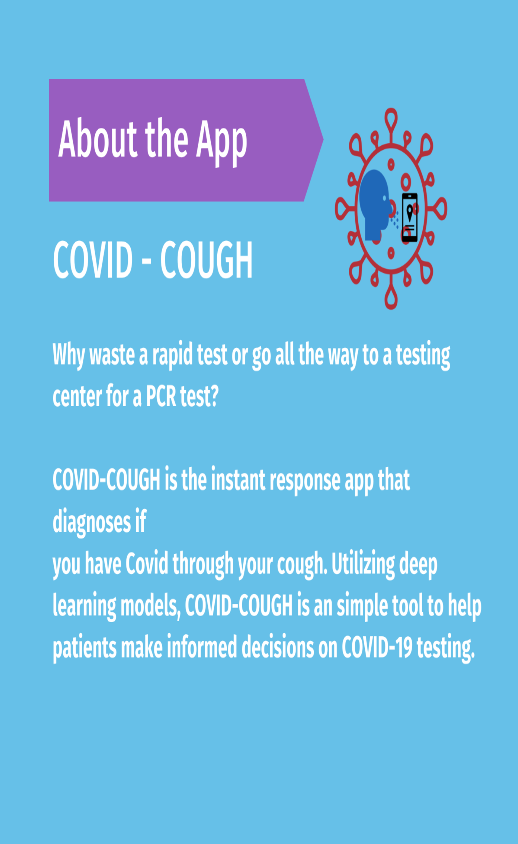 About the App
COVID - COUGH
Why waste a rapid test or go all the way to a testing
center for a PCR test?
COVID-COUGH is the instant response app that
diagnoses if
you have Covid through your cough. Utilizing deep
learning models, COVID-COUGH is an simple tool to help
patients make informed decisions on COVID-19 testing.